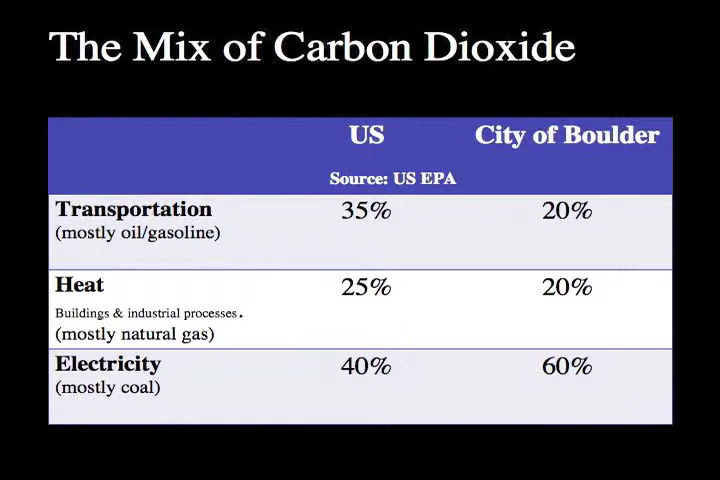 The Mix of Carbon Dioxide
US City of Boulder
Source: US EPA
Transportation 35% 20%
(mostly oil/gasoline)
Heat 25% 20%
Buildings & industrial processes.
(mostly natural gas)
Electricity 40% 60%
(mostly coal)